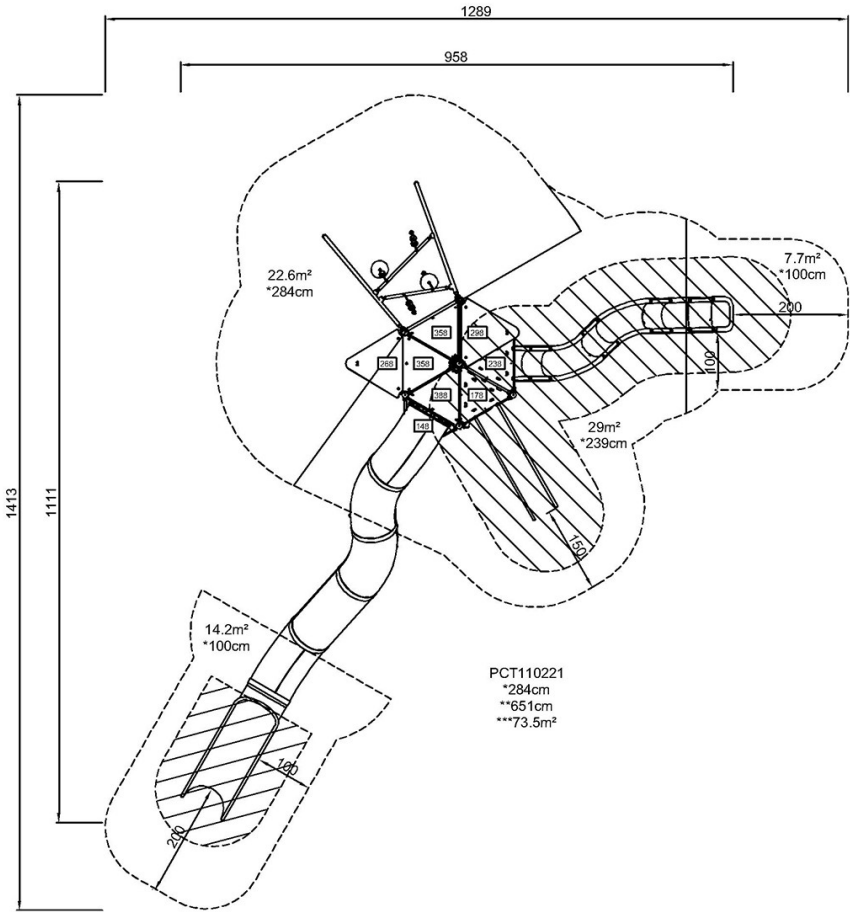 1289
958
1413
1111
22.6m²
*284cm
7.7m²
*100cm
200
100
358
298
268
358
238
388
178
148
29m²
*239cm
150
14.2m²
*100cm
100
200
PCT110221
*284cm
**651cm
***73.5m²